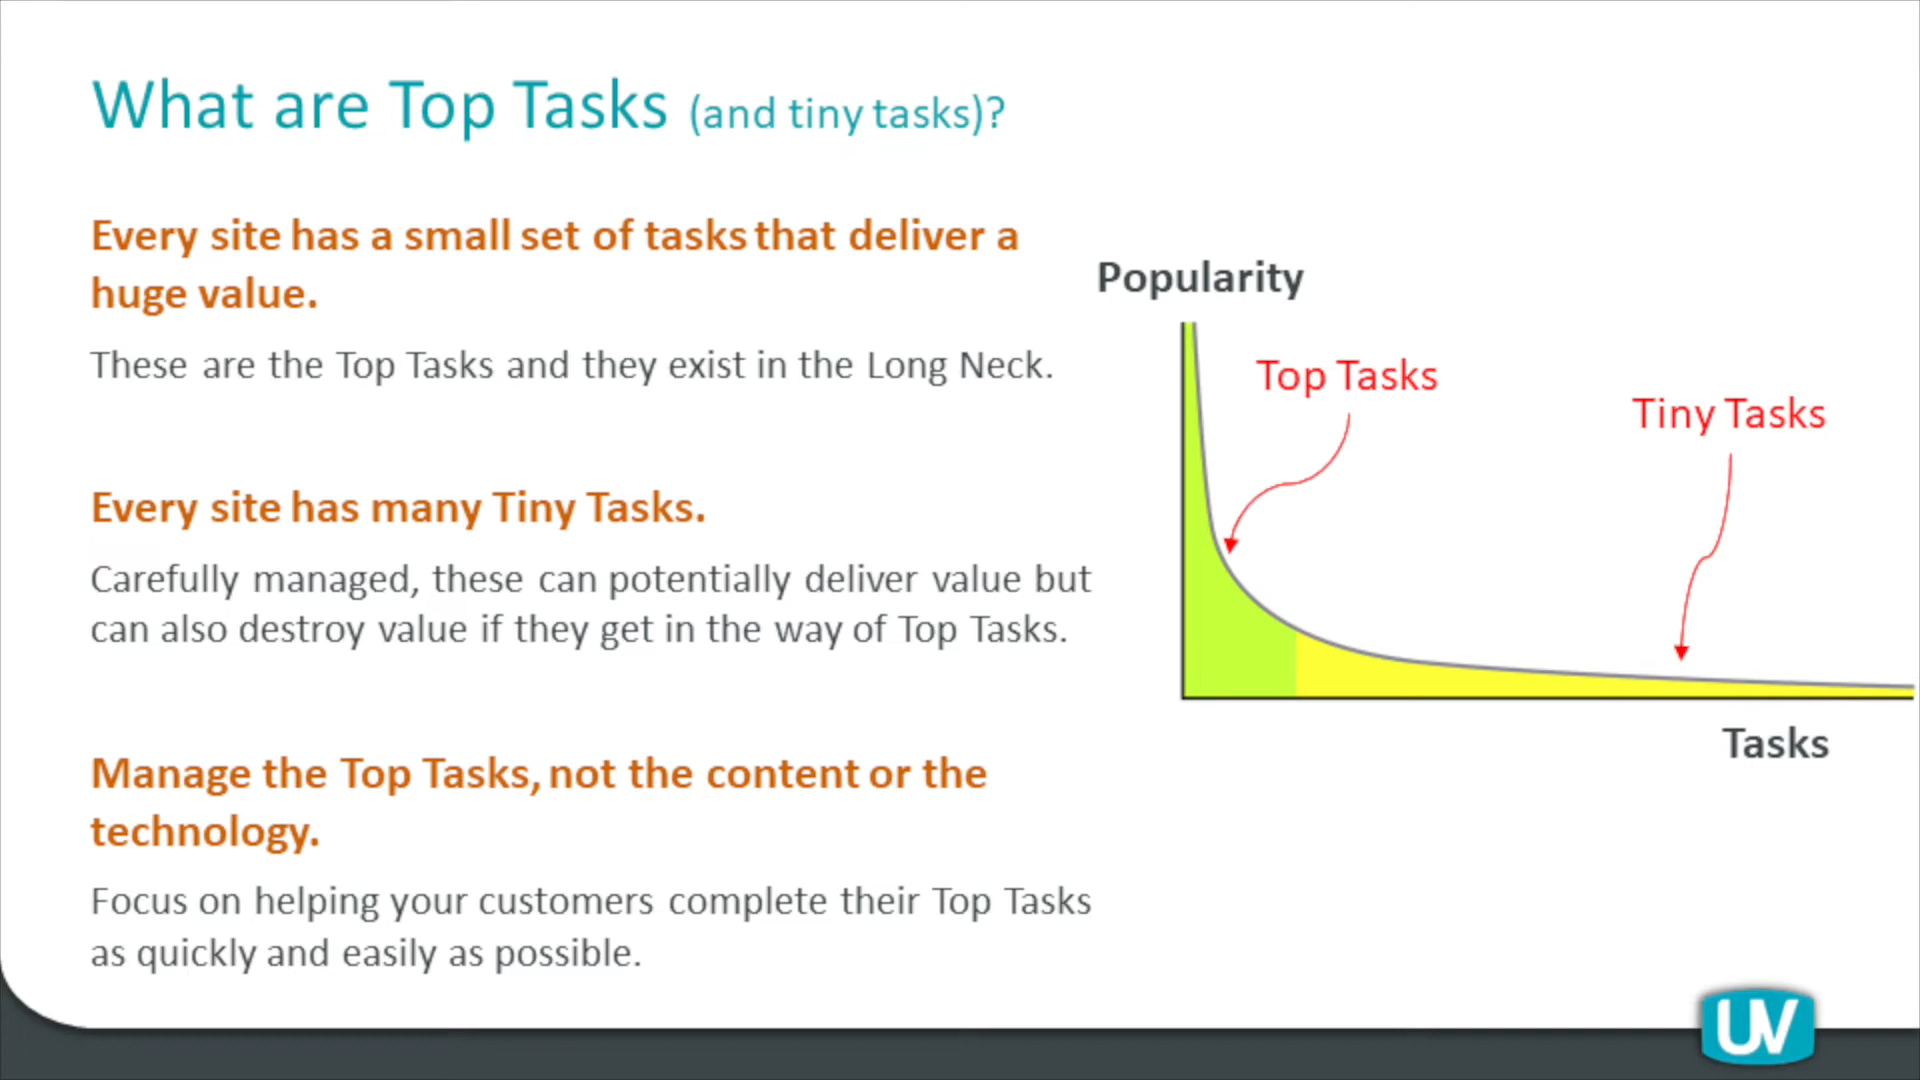 What are Top Tasks (and tiny tasks)?
Every site has a small set of tasks that deliver a
huge value.
These are the Top Tasks and they exist in the Long Neck.
Every site has many Tiny Tasks.
Carefully managed, these can potentially deliver value but
can also destroy value if they get in the way of Top Tasks.
Manage the Top Tasks, not the content or the
technology.
Focus on helping your customers complete their Top Tasks
as quickly and easily as possible.
Popularity
Top Tasks
Tiny Tasks
Tasks
UV